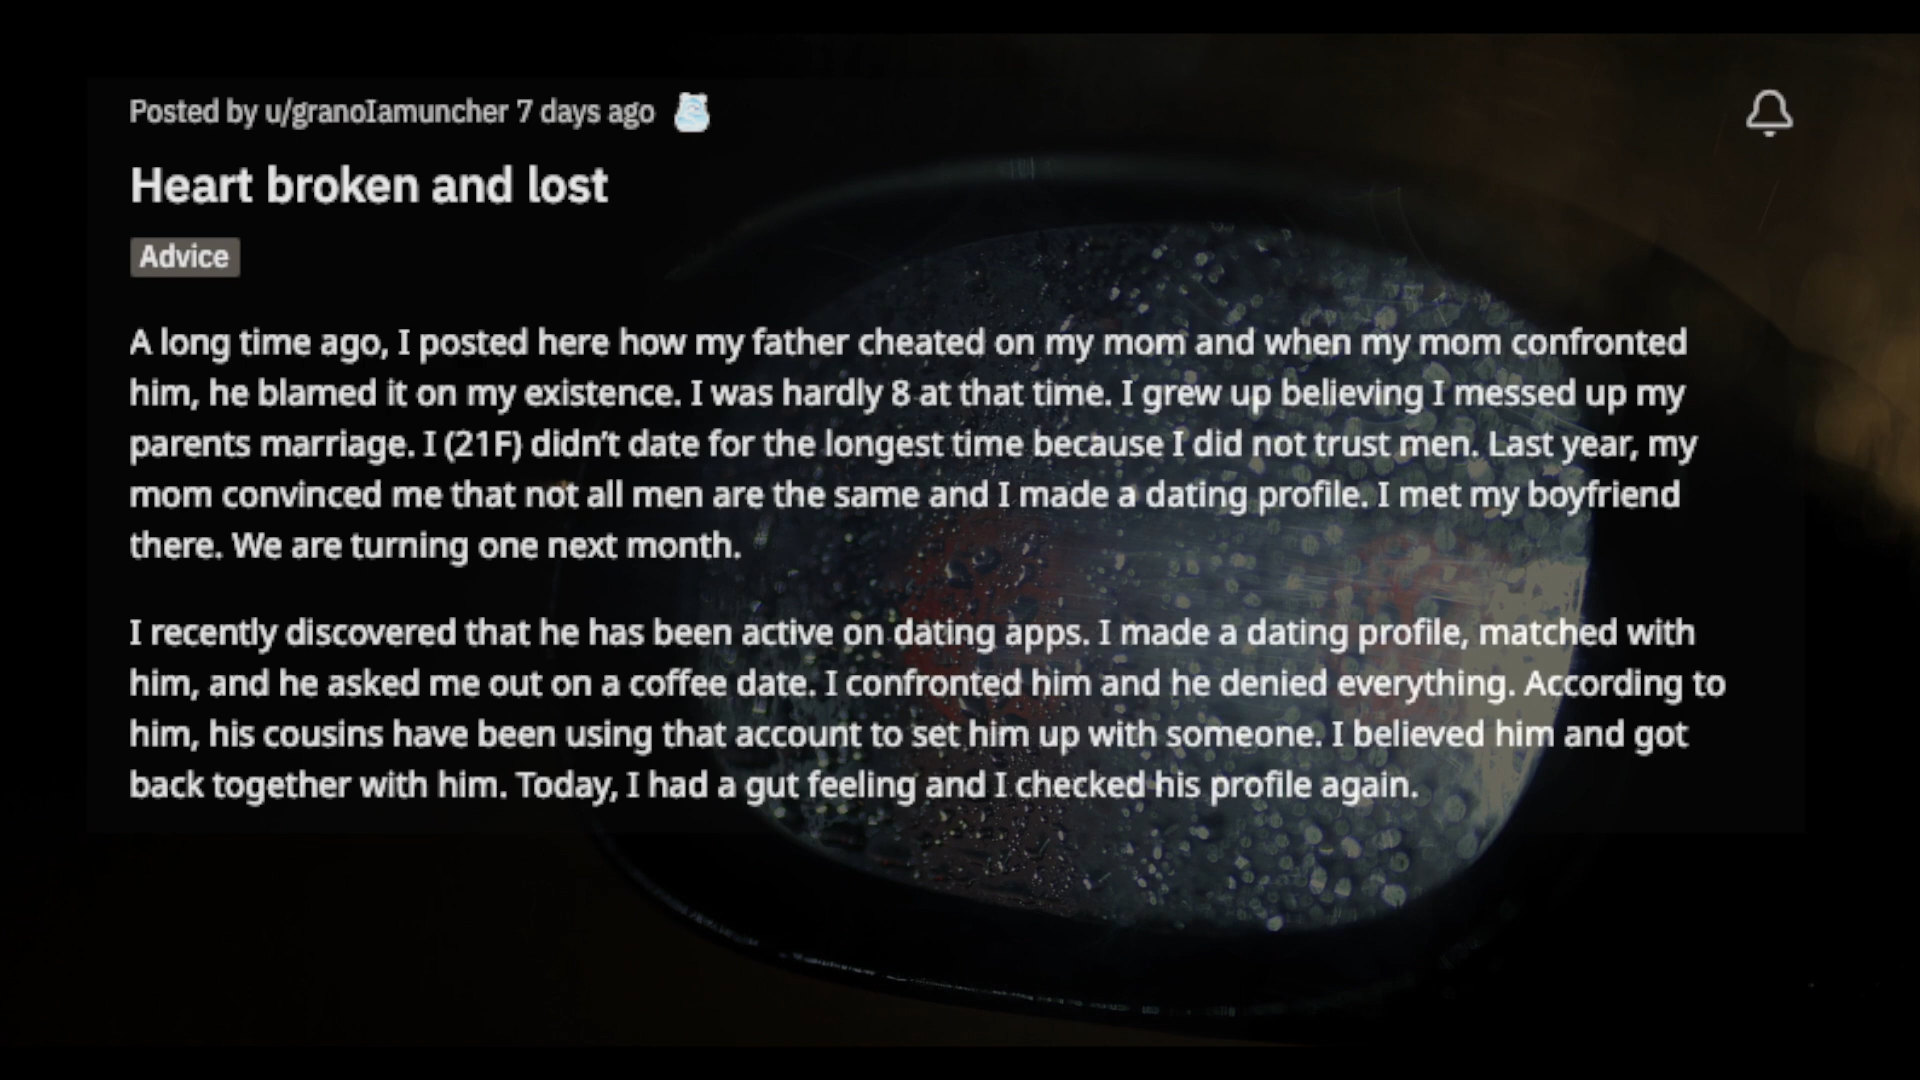 Posted by u/granoIamuncher 7 days ago
Heart broken and lost
Advice
A long time ago, I posted here how my father cheated on my mom and when my mom confronted
him, he blamed it on my existence. I was hardly 8 at that time. I grew up believing I messed up my
parents marriage. I (21F) didn't date for the longest time because I did not trust men. Last year, my
mom convinced me that not all men are the same and I made a dating profile. I met my boyfriend
there. We are turning one next month.
I recently discovered that he has been active on dating apps. I made a dating profile, matched with
him, and he asked me out on a coffee date. I confronted him and he denied everything. According to
him, his cousins have been using that account to set him up with someone. I believed him and got
back together with him. Today, I had a gut feeling and I checked his profile again.